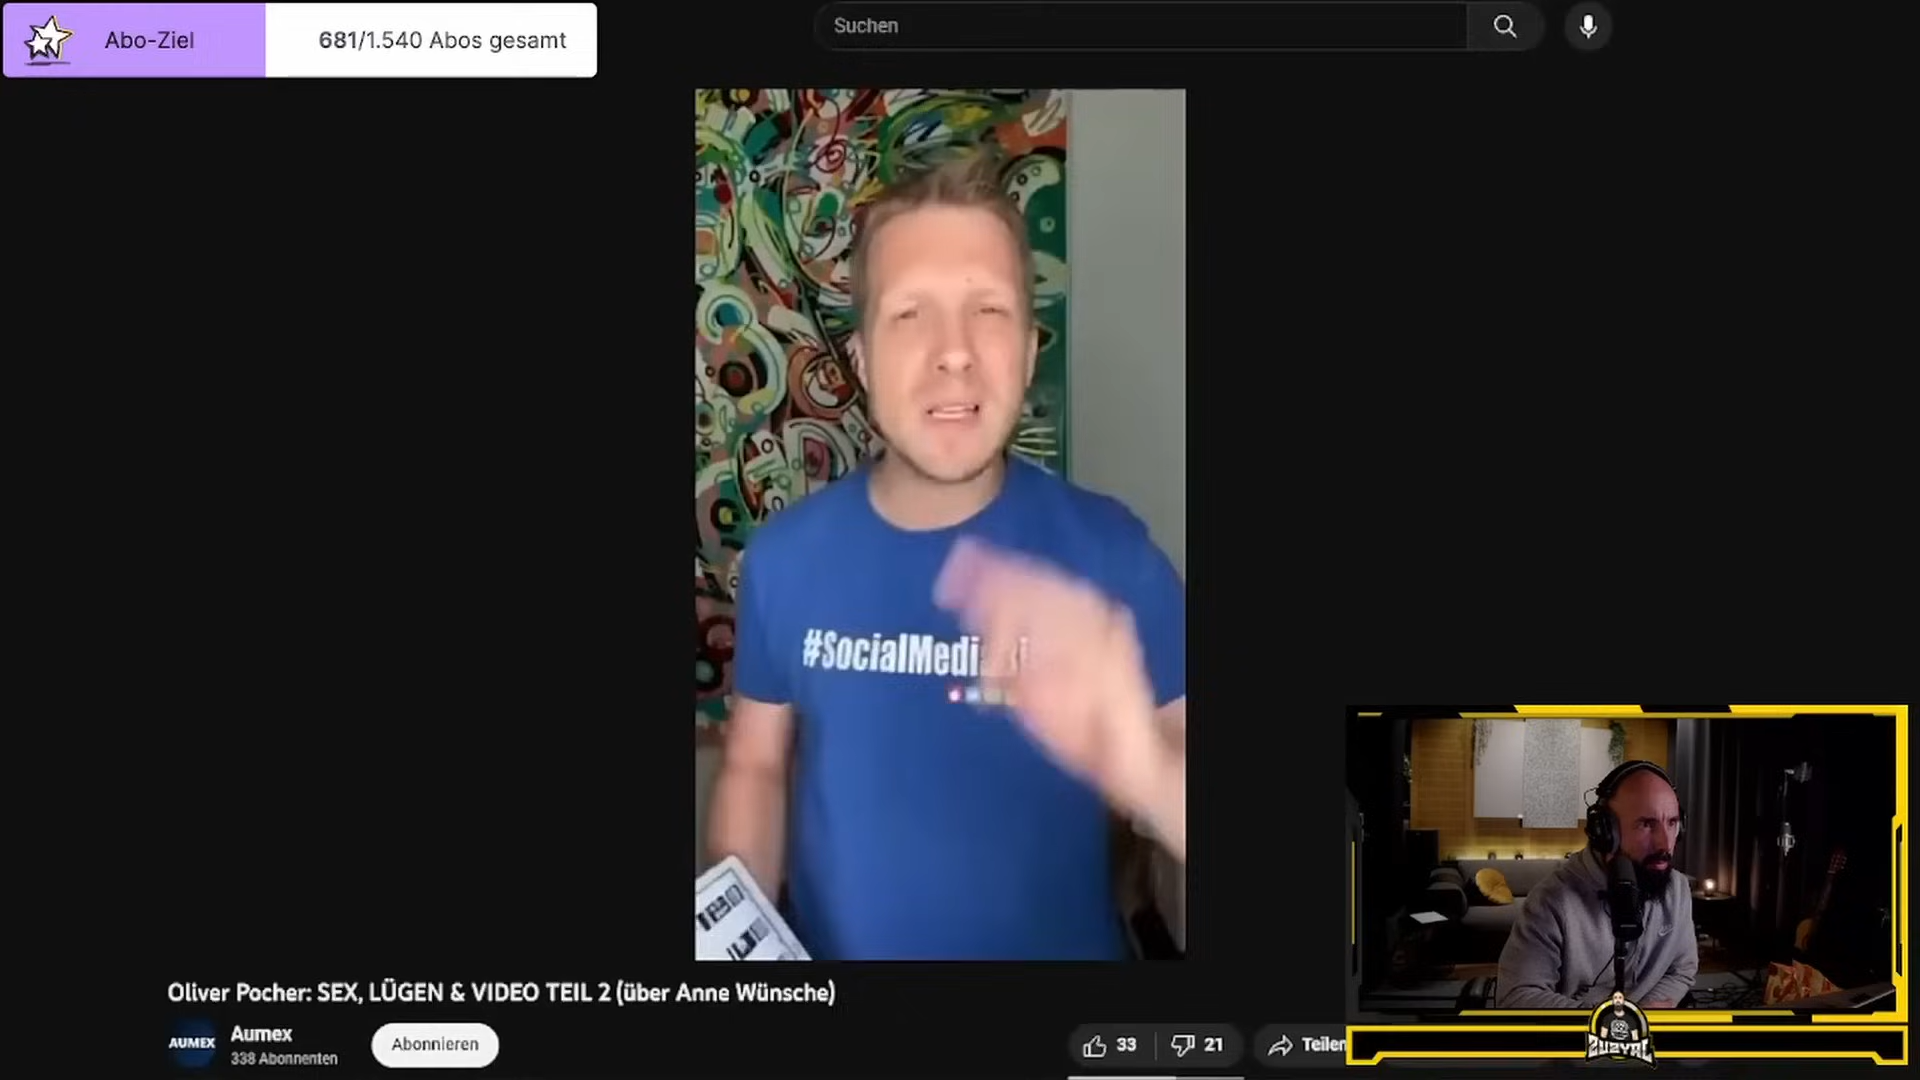 Abo-Ziel
681/1.540 Abos gesamt
Suchen
#SocialMedi
Oliver Pocher: SEX, LÜGEN & VIDEO TEIL 2 (über Anne Wünsche)
AUMEX
Aumex
338 Abonnenten
Abonnieren
33
21
Teilen